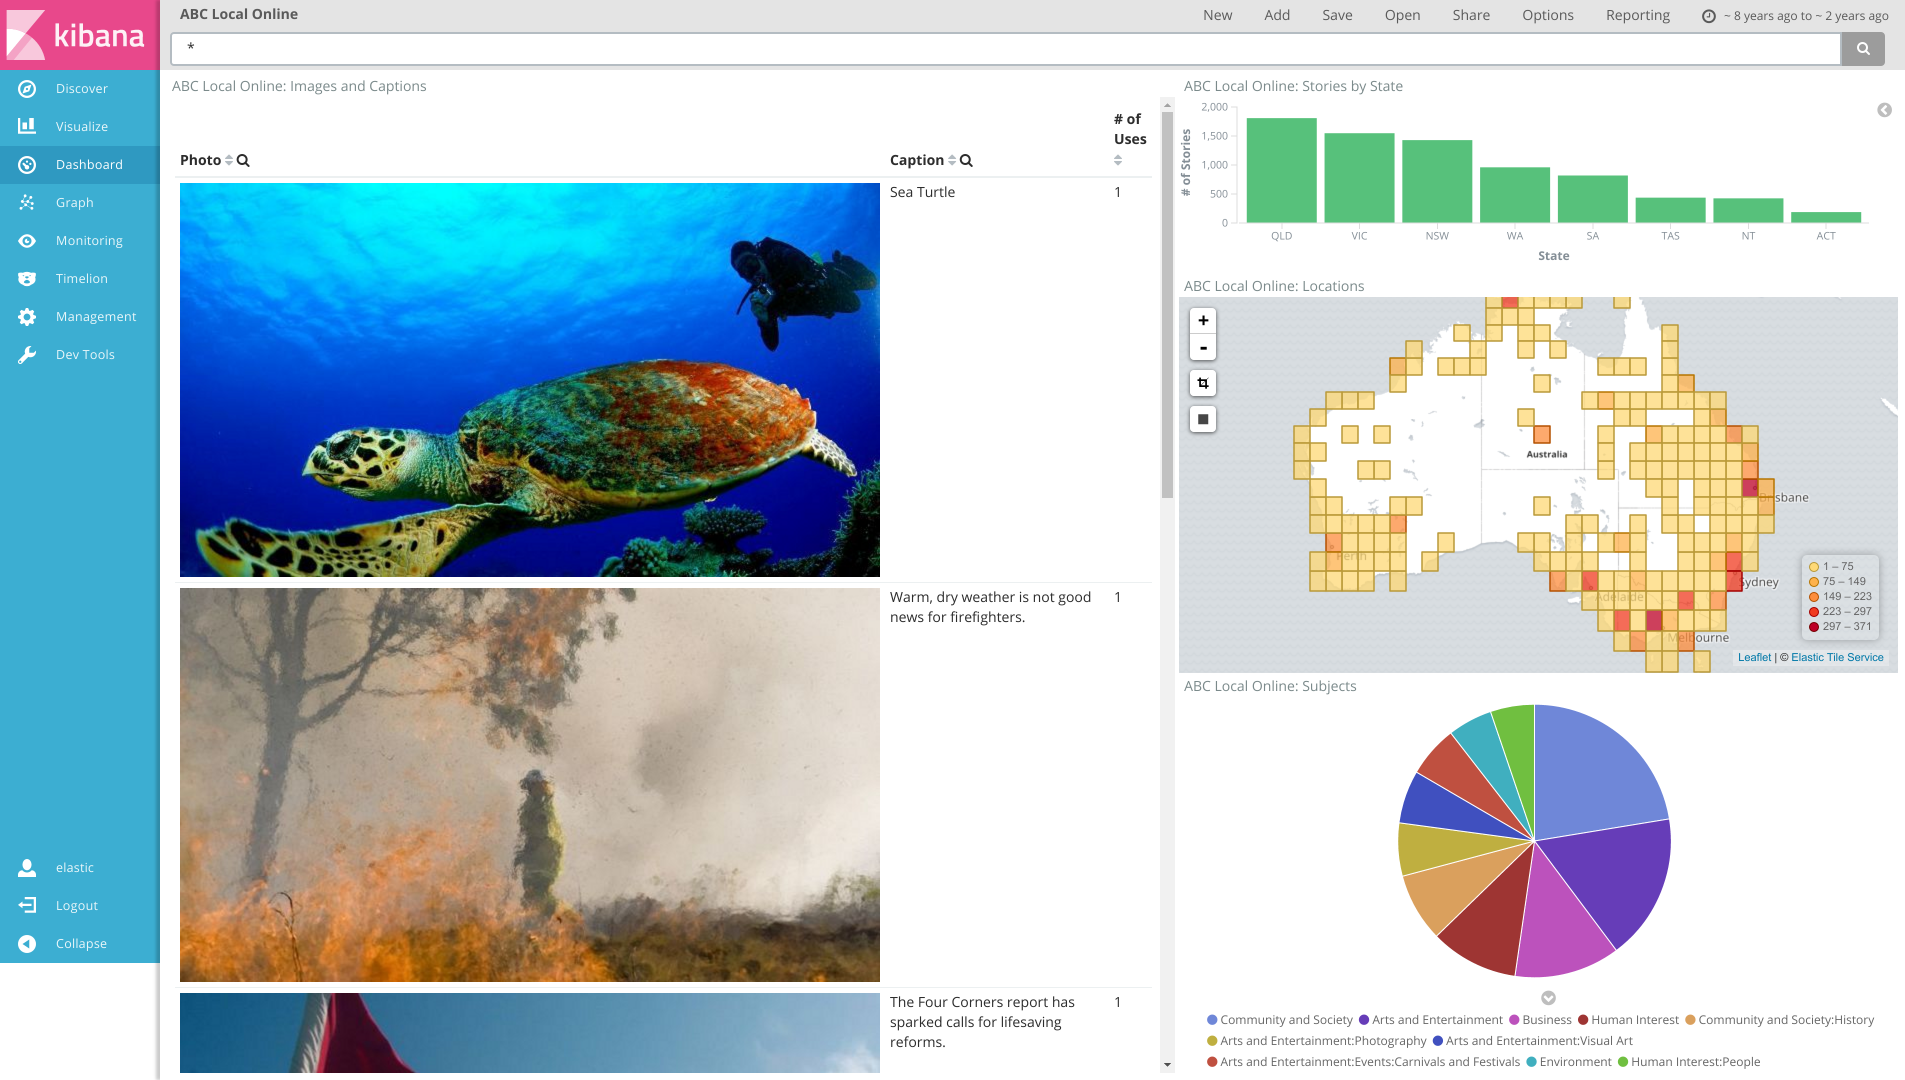 kibana
Discover
Visualize
Dashboard
Graph
Monitoring
Timelion
Management
Dev Tools
elastic
Logout
Collapse
ABC Local Online
New Add Save Open Share Options Reporting ~ 8 years ago to ~ 2 years ago
*
ABC Local Online: Images and Captions
Photo Caption # of Uses
Sea Turtle 1
Warm, dry weather is not good 1
news for firefighters.
The Four Corners report has 1
sparked calls for lifesaving
reforms.
ABC Local Online: Stories by State
# of Stories
2,000
1,500
1,000
500
0
QLD VIC NSW WA SA TAS NT ACT
State
ABC Local Online: Locations
+
-
Australia
Brisbane
Perth
Sydney
Adelaide
Melbourne
1 – 75
75 – 149
149 – 223
223 – 297
297 – 371
Leaflet | © Elastic Tile Service
ABC Local Online: Subjects
Community and Society Arts and Entertainment Business Human Interest Community and Society:History
Arts and Entertainment:Photography Arts and Entertainment:Visual Art
Arts and Entertainment:Events:Carnivals and Festivals Environment Human Interest:People